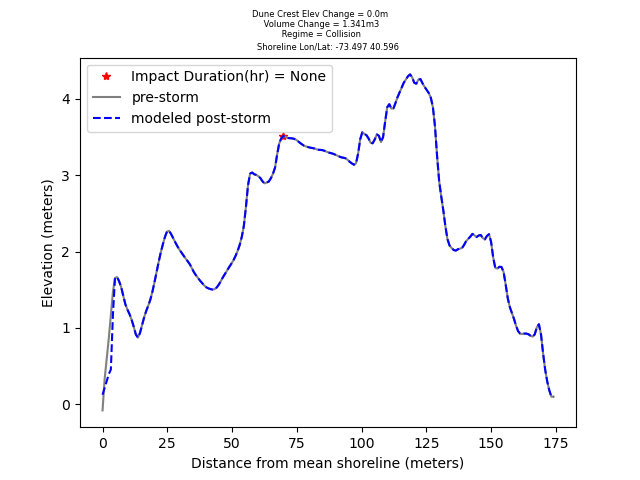 Dune Crest Elev Change = 0.0m
Volume Change = 1.341m3
Regime = Collision
Shoreline Lon/Lat: -73.497 40.596
Impact Duration(hr) = None
pre-storm
modeled post-storm
Elevation (meters)
4
3
2
1
0
0 25 50 75 100 125 150 175
Distance from mean shoreline (meters)